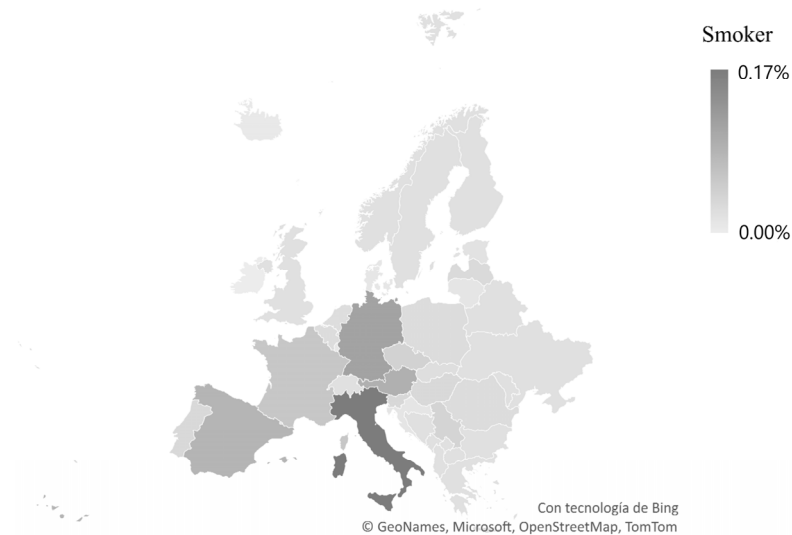 Smoker
0.17%
0.00%
Con tecnología de Bing
© GeoNames, Microsoft, OpenStreetMap, TomTom